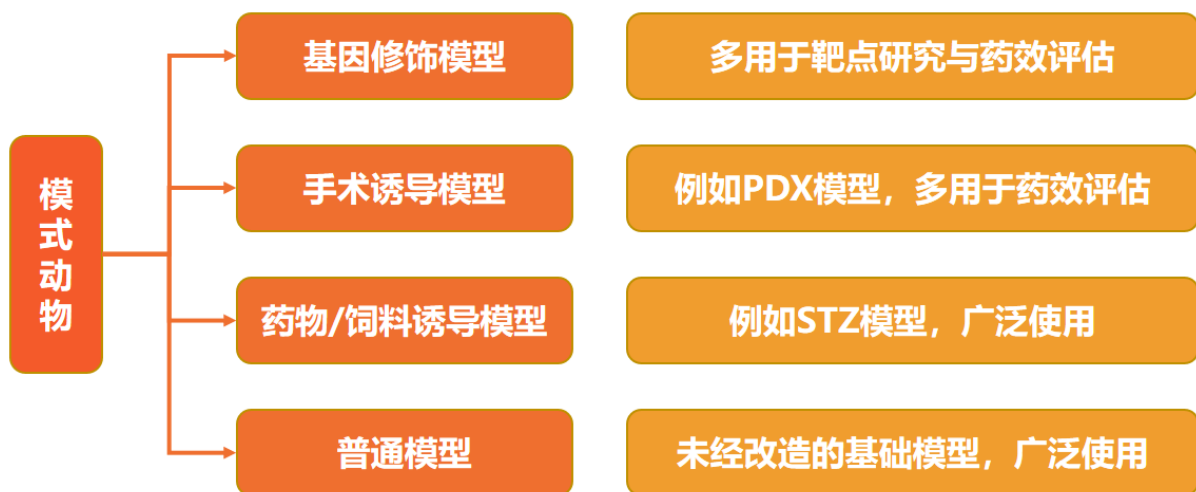 模式动物
基因修饰模型
多用于靶点研究与药效评估
手术诱导模型
例如PDX模型，多用于药效评估
药物/饲料诱导模型
例如STZ模型，广泛使用
普通模型
未经改造的基础模型，广泛使用